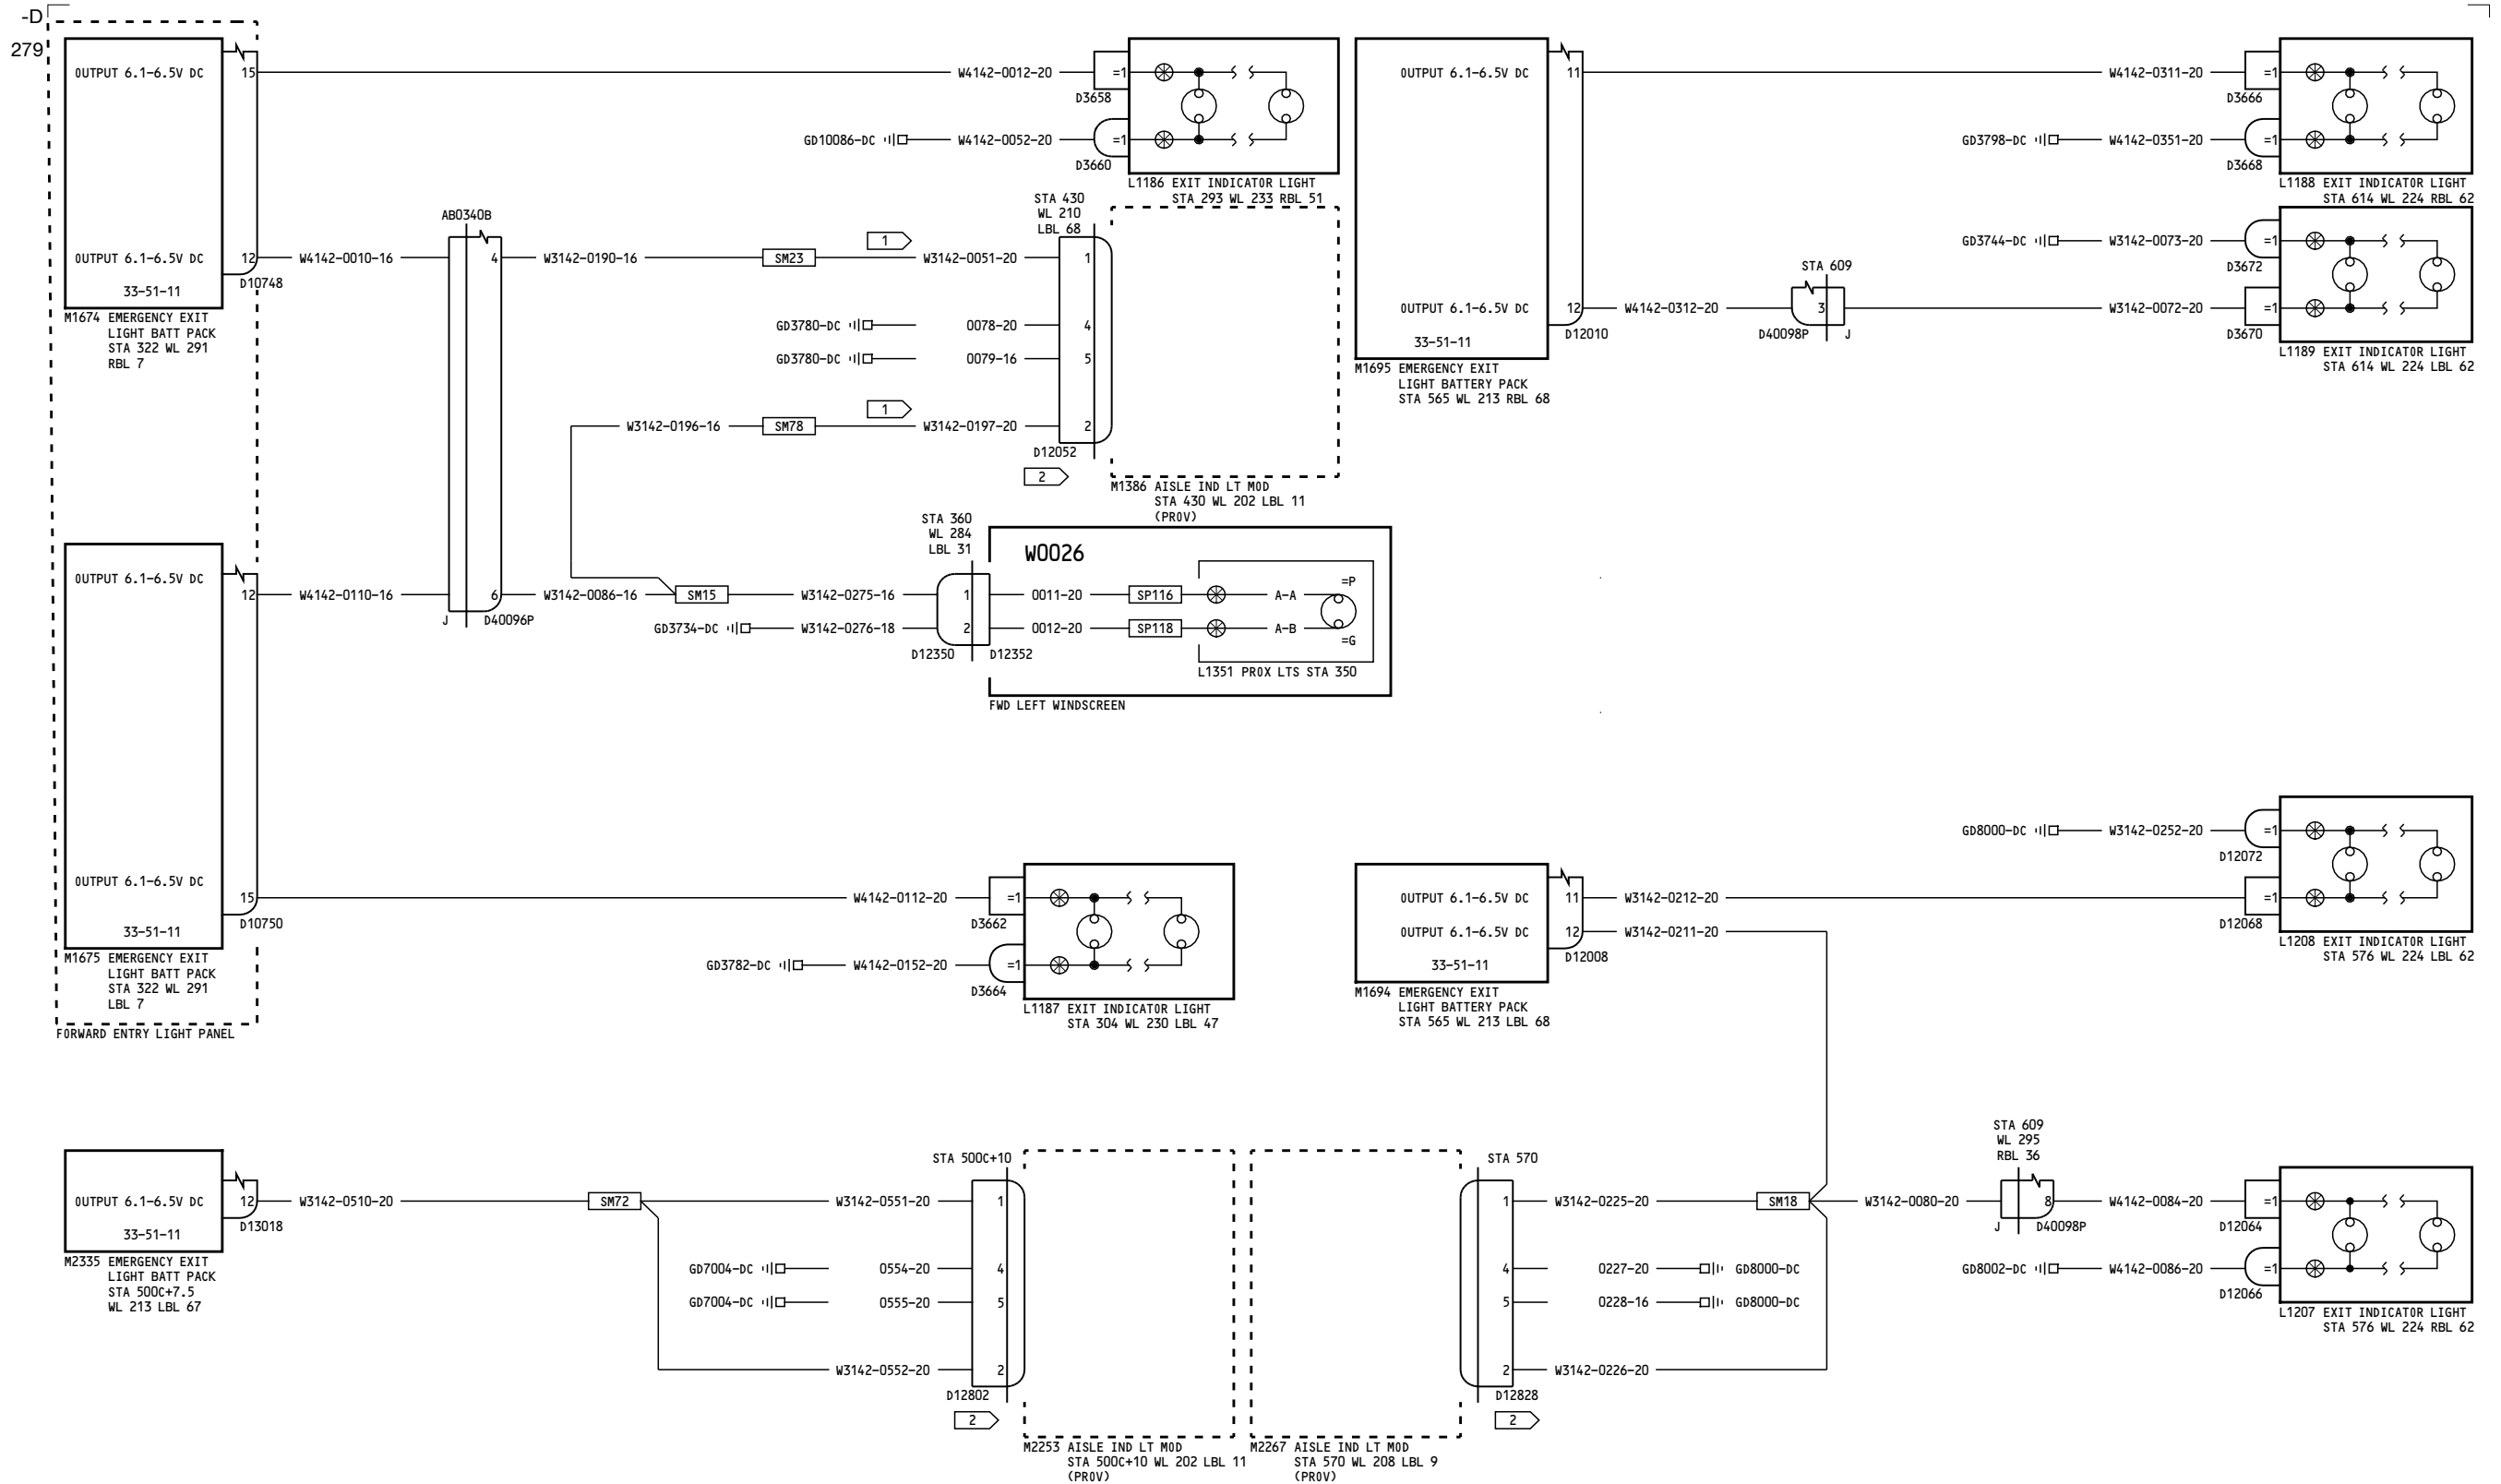 -D
279
OUTPUT 6.1-6.5V DC
15
W4142-0012-20
=1
D3658
GD10086-DC
W4142-0052-20
=1
D3660
L1186 EXIT INDICATOR LIGHT
STA 293 WL 233 RBL 51
OUTPUT 6.1-6.5V DC
12
D10748
33-51-11
M1674 EMERGENCY EXIT
LIGHT BATT PACK
STA 322 WL 291
RBL 7
W4142-0010-16
AB0340B
4
W3142-0190-16
SM23
1
W3142-0051-20
STA 430
WL 210
LBL 68
1
GD3780-DC
0078-20
4
GD3780-DC
0079-16
5
W3142-0196-16
SM78
1
W3142-0197-20
2
D12052
2
M1386 AISLE IND LT MOD
STA 430 WL 202 LBL 11
(PROV)
OUTPUT 6.1-6.5V DC
11
W4142-0311-20
=1
D3666
GD3798-DC
W4142-0351-20
=1
D3668
L1188 EXIT INDICATOR LIGHT
STA 614 WL 224 RBL 62
GD3744-DC
W3142-0073-20
=1
D3672
OUTPUT 6.1-6.5V DC
12
D12010
33-51-11
M1695 EMERGENCY EXIT
LIGHT BATTERY PACK
STA 565 WL 213 RBL 68
W4142-0312-20
STA 609
3
D40098P
J
W3142-0072-20
=1
D3670
L1189 EXIT INDICATOR LIGHT
STA 614 WL 224 LBL 62
OUTPUT 6.1-6.5V DC
12
W4142-0110-16
6
J
D40096P
W3142-0086-16
SM15
W3142-0275-16
STA 360
WL 284
LBL 31
1
GD3734-DC
W3142-0276-18
2
D12350
D12352
W0026
0011-20
SP116
A-A
=P
0012-20
SP118
A-B
=G
L1351 PROX LTS STA 350
FWD LEFT WINDSCREEN
OUTPUT 6.1-6.5V DC
15
D10750
33-51-11
M1675 EMERGENCY EXIT
LIGHT BATT PACK
STA 322 WL 291
LBL 7
FORWARD ENTRY LIGHT PANEL
W4142-0112-20
=1
D3662
GD3782-DC
W4142-0152-20
=1
D3664
L1187 EXIT INDICATOR LIGHT
STA 304 WL 230 LBL 47
GD8000-DC
W3142-0252-20
=1
D12072
OUTPUT 6.1-6.5V DC
11
W3142-0212-20
=1
D12068
L1208 EXIT INDICATOR LIGHT
STA 576 WL 224 LBL 62
OUTPUT 6.1-6.5V DC
12
W3142-0211-20
D12008
33-51-11
M1694 EMERGENCY EXIT
LIGHT BATTERY PACK
STA 565 WL 213 LBL 68
OUTPUT 6.1-6.5V DC
12
D13018
33-51-11
M2335 EMERGENCY EXIT
LIGHT BATT PACK
STA 500C+7.5
WL 213 LBL 67
W3142-0510-20
SM72
W3142-0551-20
STA 500C+10
1
GD7004-DC
0554-20
4
GD7004-DC
0555-20
5
W3142-0552-20
2
D12802
2
M2253 AISLE IND LT MOD
STA 500C+10 WL 202 LBL 11
(PROV)
STA 570
1
W3142-0225-20
SM18
W3142-0080-20
STA 609
WL 295
RBL 36
8
J
D40098P
W4142-0084-20
=1
D12064
4
0227-20
GD8000-DC
GD8002-DC
W4142-0086-20
=1
D12066
5
0228-16
GD8000-DC
L1207 EXIT INDICATOR LIGHT
STA 576 WL 224 RBL 62
2
W3142-0226-20
D12828
2
M2267 AISLE IND LT MOD
STA 570 WL 208 LBL 9
(PROV)